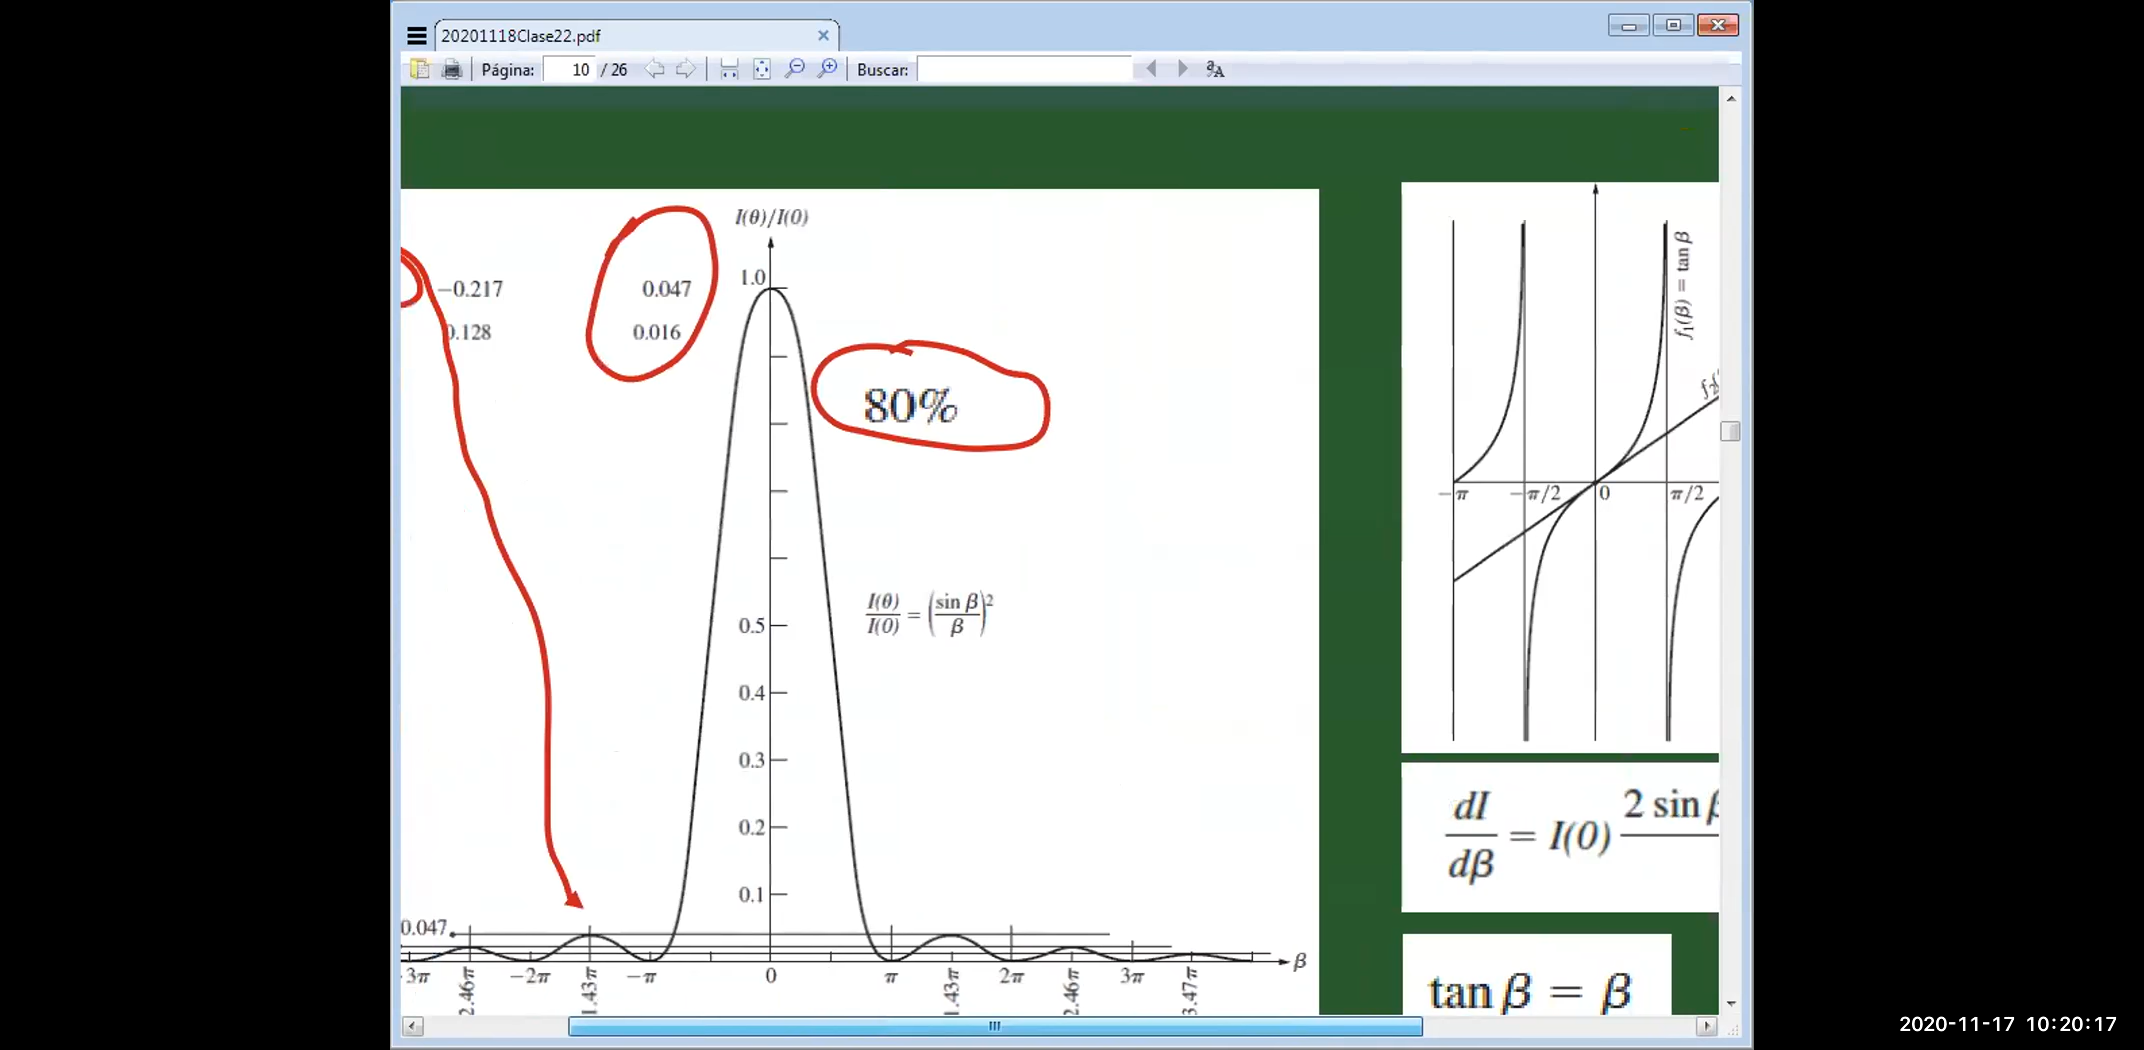 20201118Clase22.pdf
Página: 10 / 26 Buscar:
I(θ)/I(0)
1.0
−0.217 0.047
0.128 0.016
80%
I(θ)/I(0) = (sin β/β)²
0.5
0.4
0.3
0.2
0.1
0.047
3π −2π −π 0 π 2π 3π β
2.46π 1.43π 1.43π 2.46π 3.47π
f₁(β) = tan β
f₂(
−π −π/2 0 π/2
dI/dβ = I(0) 2 sin β
tan β = β
2020-11-17 10:20:17